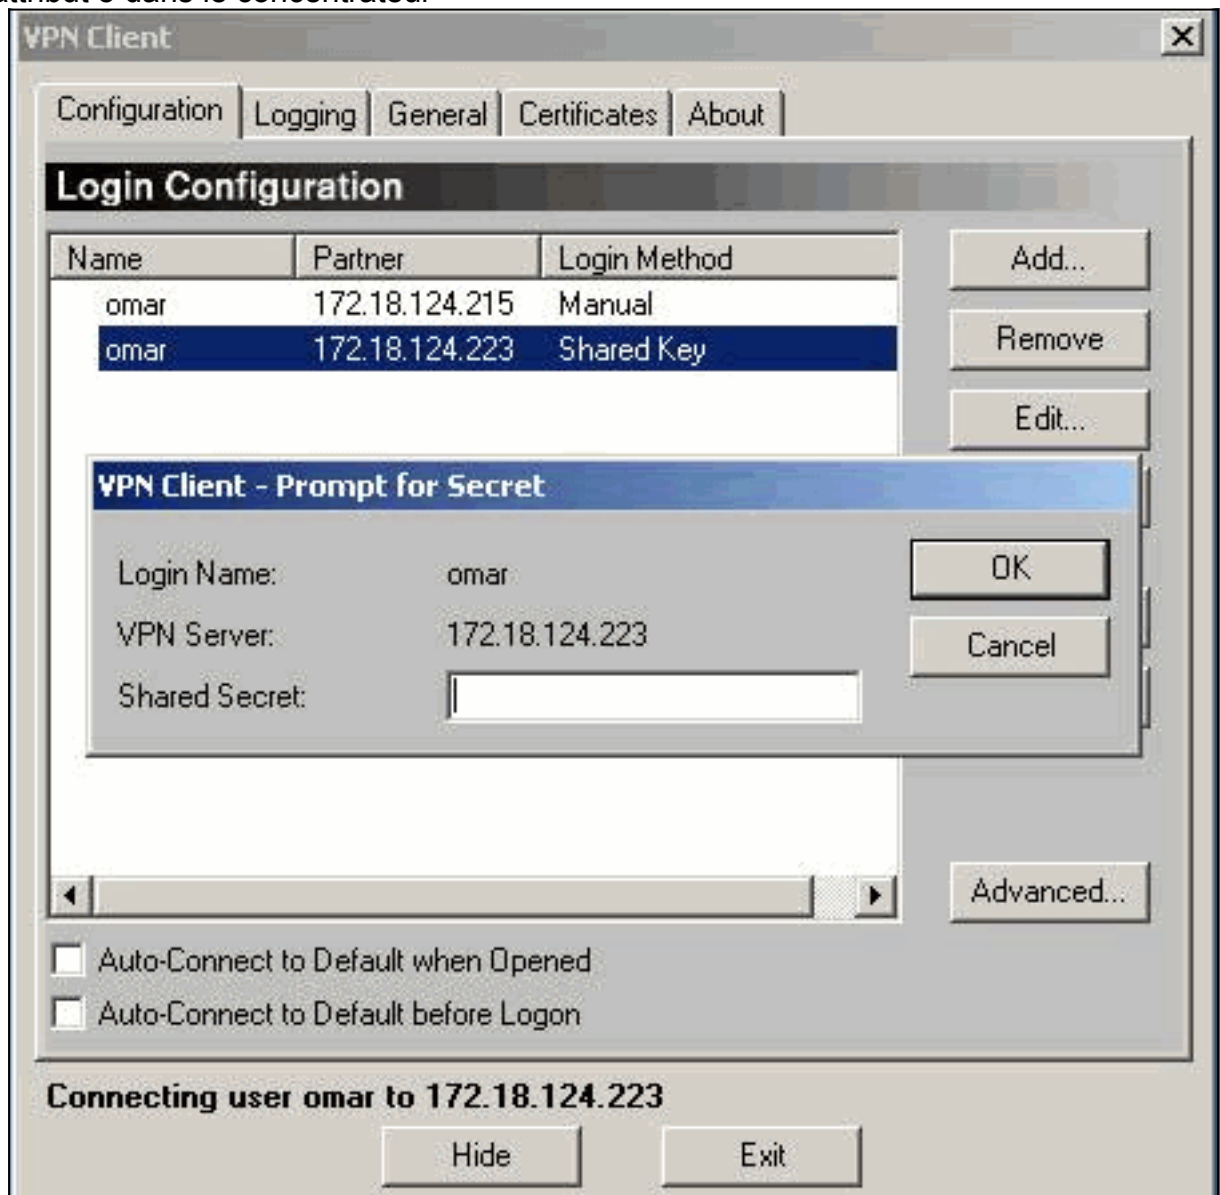 VPN Client
Configuration Logging General Certificates About
Login Configuration
Name Partner Login Method
omar 172.18.124.215 Manual
omar 172.18.124.223 Shared Key
Add...
Remove
Edit...
VPN Client - Prompt for Secret
Login Name: omar
VPN Server: 172.18.124.223
Shared Secret:
OK
Cancel
Advanced...
Auto-Connect to Default when Opened
Auto-Connect to Default before Logon
Connecting user omar to 172.18.124.223
Hide Exit